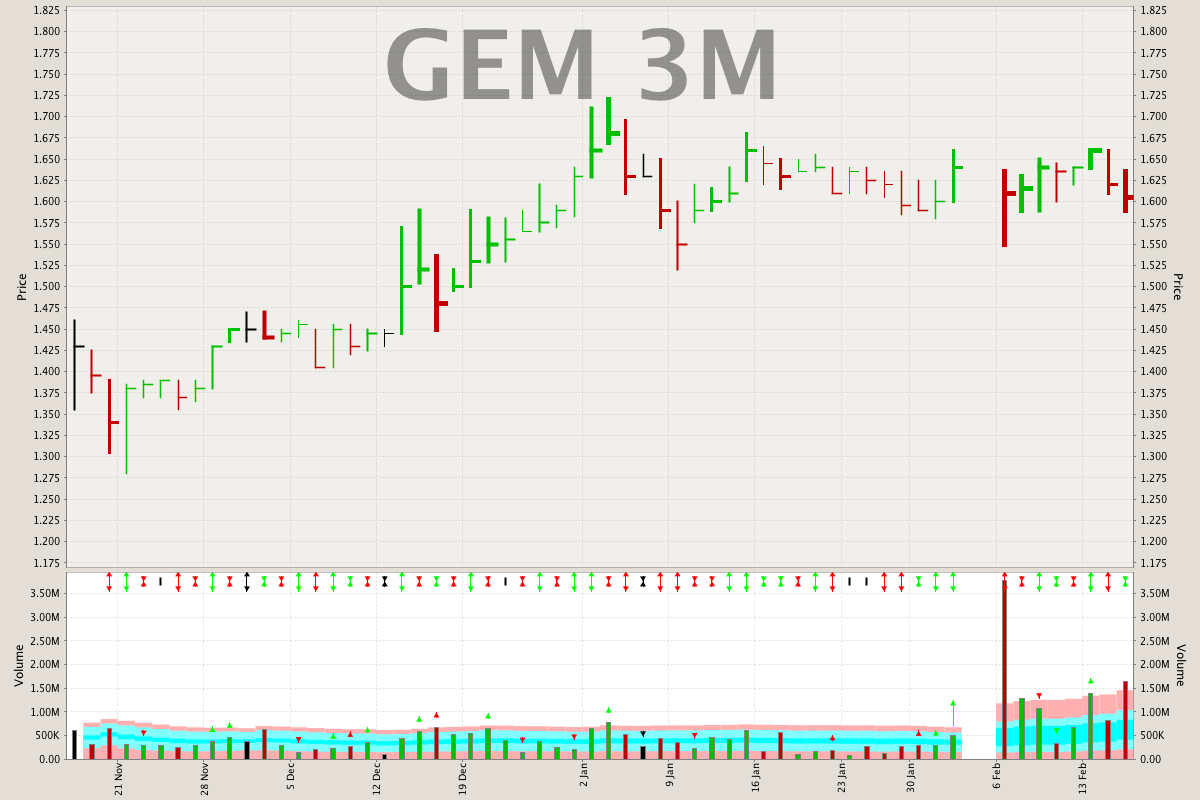 GEM 3M
1.825
1.800
1.775
1.750
1.725
1.700
1.675
1.650
1.625
1.600
1.575
1.550
1.525
1.500
1.475
1.450
1.425
1.400
1.375
1.350
1.325
1.300
1.275
1.250
1.225
1.200
1.175
Price
1.825
1.800
1.775
1.750
1.725
1.700
1.675
1.650
1.625
1.600
1.575
1.550
1.525
1.500
1.475
1.450
1.425
1.400
1.375
1.350
1.325
1.300
1.275
1.250
1.225
1.200
1.175
Price
3.50M
3.00M
2.50M
2.00M
1.50M
1.00M
500K
0.00
Volume
3.50M
3.00M
2.50M
2.00M
1.50M
1.00M
500K
0.00
Volume
21 Nov
28 Nov
5 Dec
12 Dec
19 Dec
2 Jan
9 Jan
16 Jan
23 Jan
30 Jan
6 Feb
13 Feb